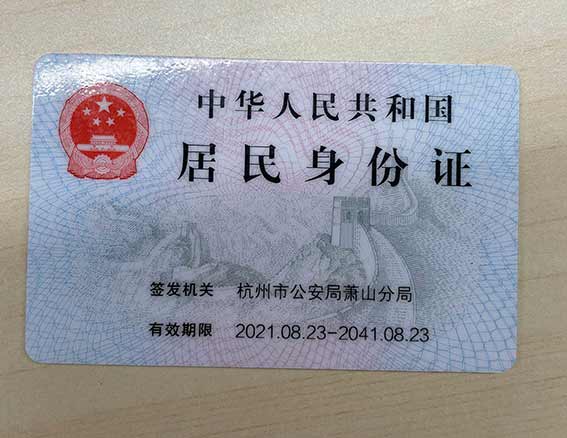 中华人民共和国
居民身份证
签发机关 杭州市公安局萧山分局
有效期限 2021.08.23-2041.08.23